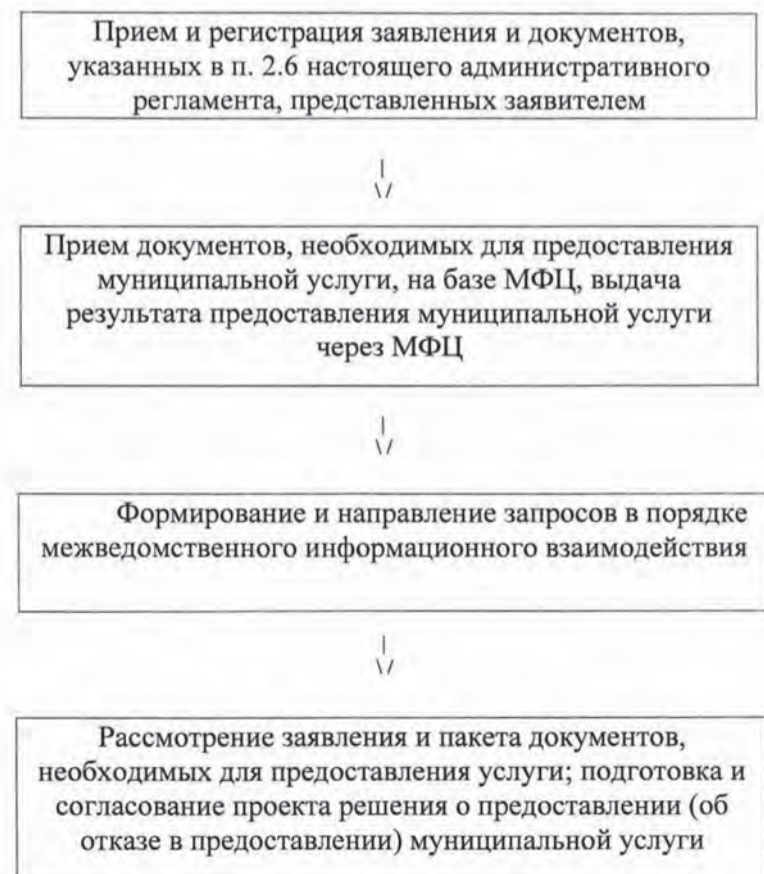 Прием и регистрация заявления и документов,
указанных в п. 2.6 настоящего административного
регламента, представленных заявителем
|
\/
Прием документов, необходимых для предоставления
муниципальной услуги, на базе МФЦ, выдача
результата предоставления муниципальной услуги
через МФЦ
|
\/
Формирование и направление запросов в порядке
межведомственного информационного взаимодействия
|
\/
Рассмотрение заявления и пакета документов,
необходимых для предоставления услуги; подготовка и
согласование проекта решения о предоставлении (об
отказе в предоставлении) муниципальной услуги